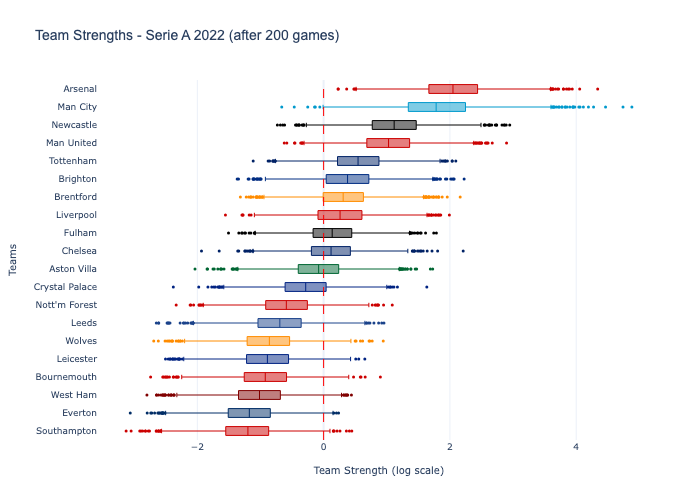 Team Strengths - Serie A 2022 (after 200 games)
Arsenal
Man City
Newcastle
Man United
Tottenham
Brighton
Brentford
Liverpool
Fulham
Chelsea
Aston Villa
Crystal Palace
Nott'm Forest
Leeds
Wolves
Leicester
Bournemouth
West Ham
Everton
Southampton
Teams
−2 0 2 4
Team Strength (log scale)